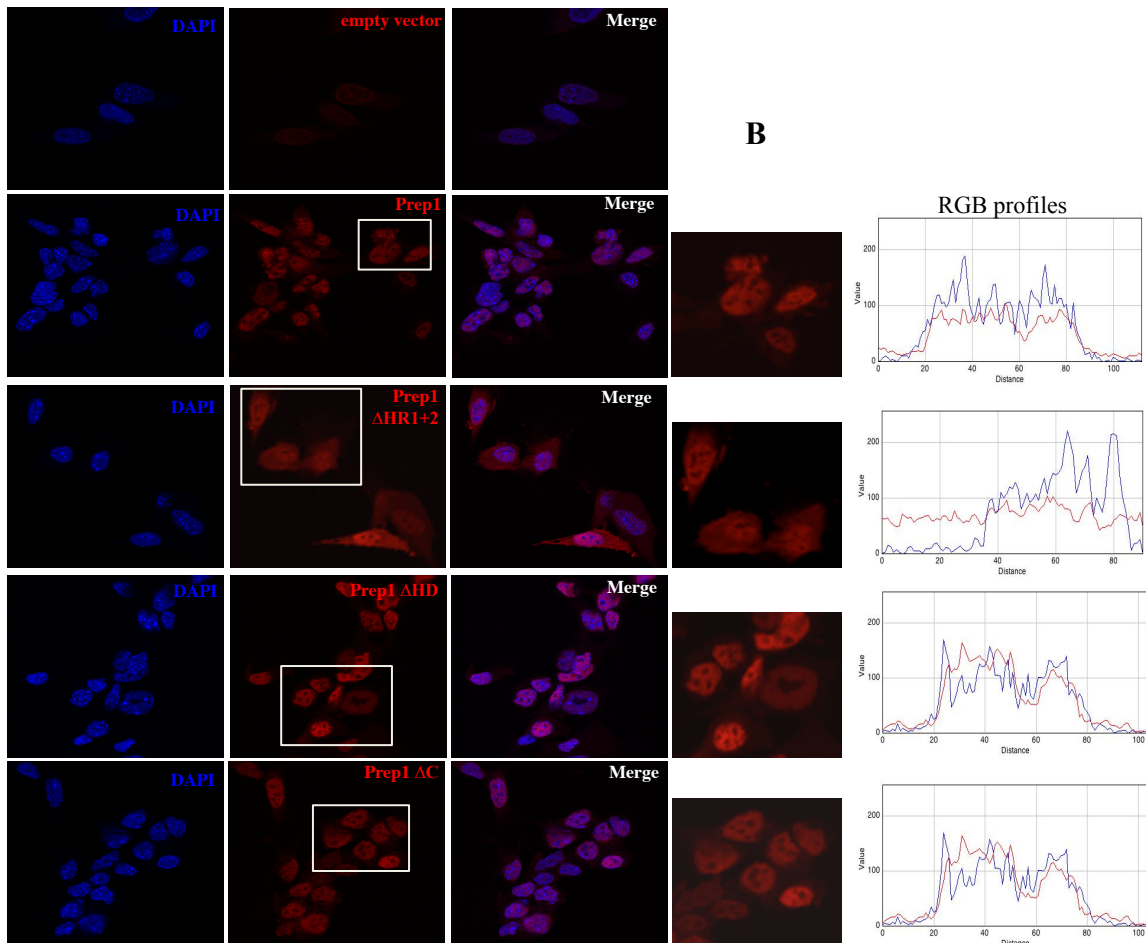 DAPI
empty vector
Merge
B
DAPI
Prep1
Merge
RGB profiles
200
100
0
Value
0 20 40 60 80 100
Distance
DAPI
Prep1
ΔHR1+2
Merge
200
100
0
Value
0 20 40 60 80
Distance
DAPI
Prep1 ΔHD
Merge
200
100
0
Value
0 20 40 60 80 100
Distance
DAPI
Prep1 ΔC
Merge
200
100
0
Value
0 20 40 60 80 100
Distance